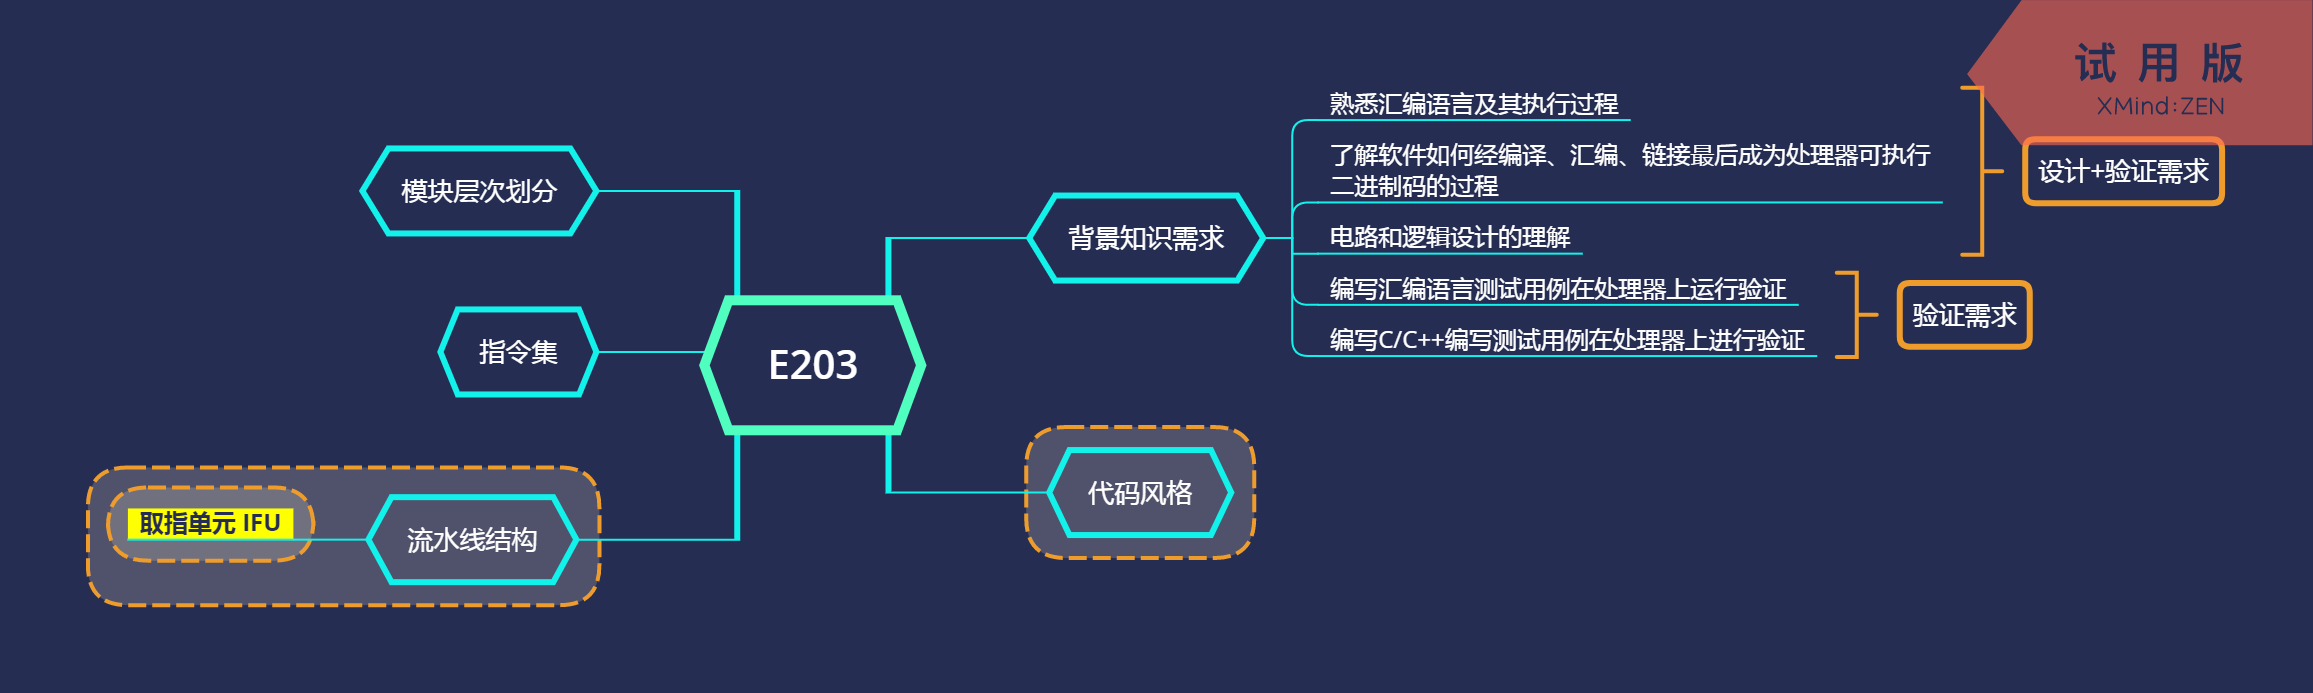 试用版
XMind:ZEN
熟悉汇编语言及其执行过程
了解软件如何经编译、汇编、链接最后成为处理器可执行
二进制码的过程
设计+验证需求
模块层次划分
背景知识需求
电路和逻辑设计的理解
编写汇编语言测试用例在处理器上运行验证
验证需求
编写C/C++编写测试用例在处理器上进行验证
指令集
E203
代码风格
取指单元 IFU
流水线结构